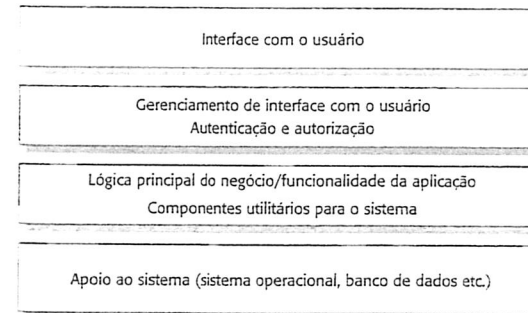 Interface com o usuário
Gerenciamento de interface com o usuário
Autenticação e autorização
Lógica principal do negócio/funcionalidade da aplicação
Componentes utilitários para o sistema
Apoio ao sistema (sistema operacional, banco de dados etc.)